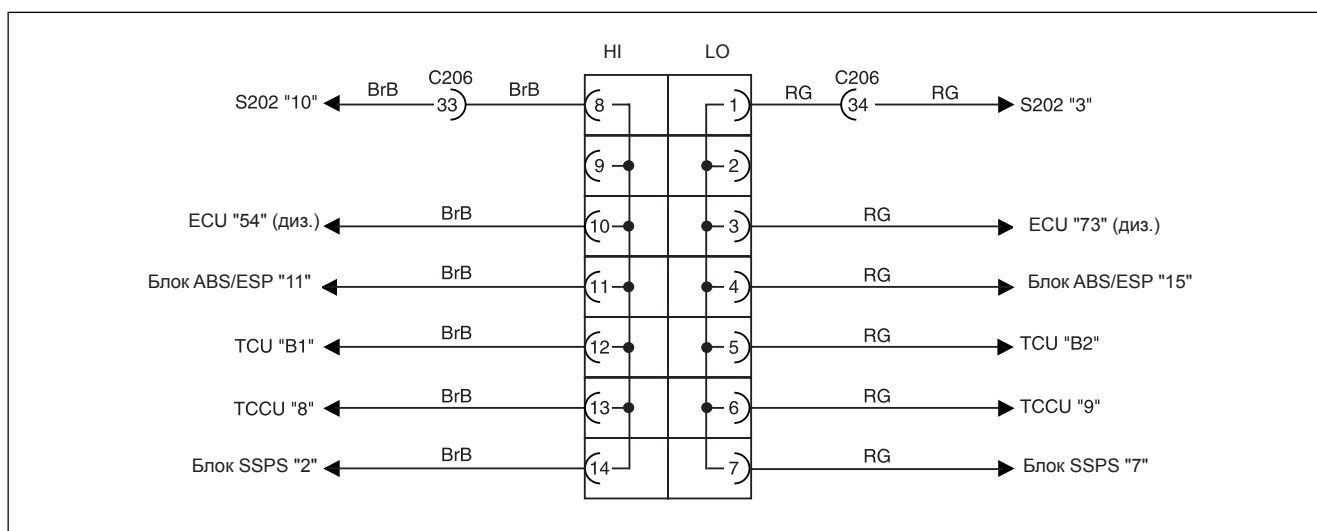 HI LO
S202 "10" BrB C206 33 BrB 8 1 RG C206 34 RG S202 "3"
9 2
ECU "54" (диз.) BrB 10 3 RG ECU "73" (диз.)
Блок ABS/ESP "11" BrB 11 4 RG Блок ABS/ESP "15"
TCU "B1" BrB 12 5 RG TCU "B2"
TCCU "8" BrB 13 6 RG TCCU "9"
Блок SSPS "2" BrB 14 7 RG Блок SSPS "7"